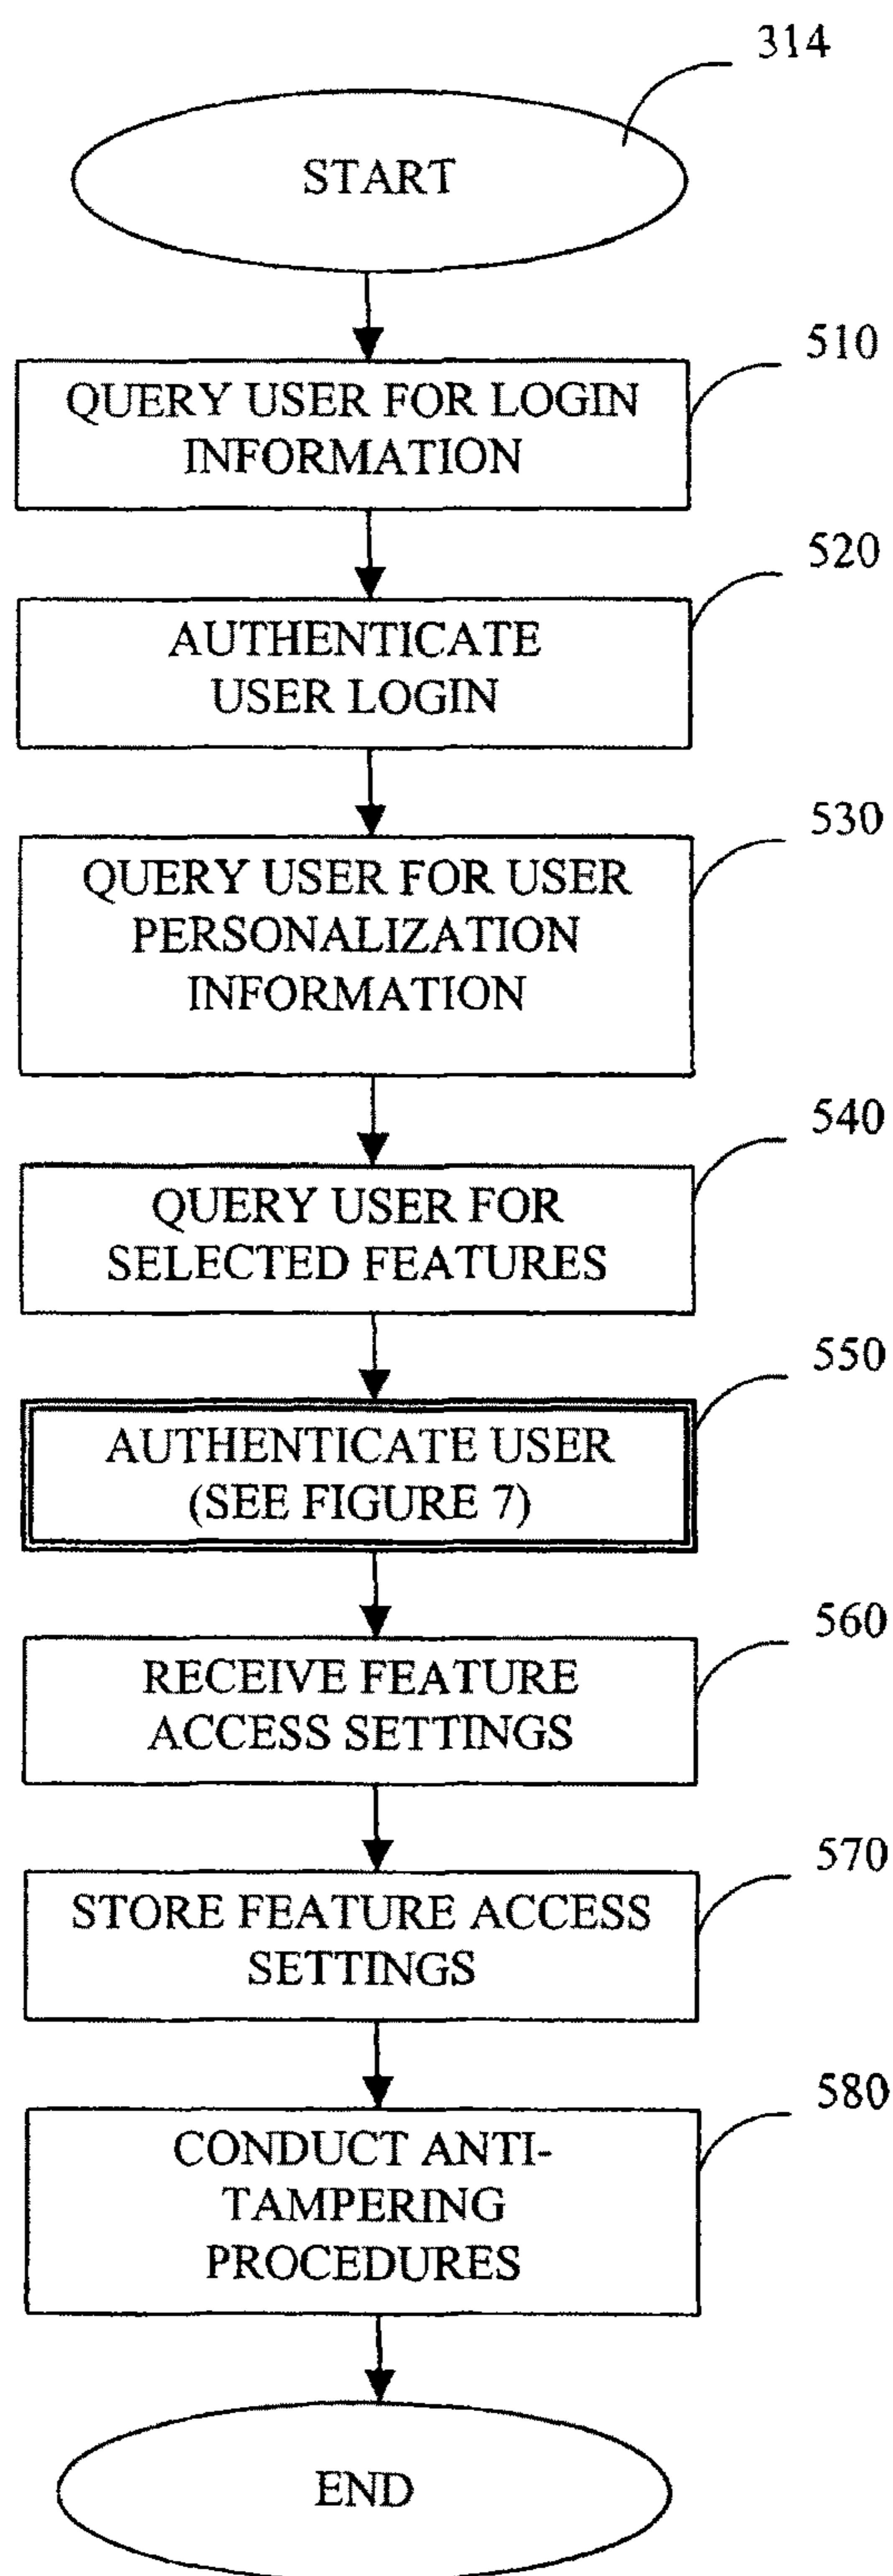 314
START
510
QUERY USER FOR LOGIN
INFORMATION
520
AUTHENTICATE
USER LOGIN
530
QUERY USER FOR USER
PERSONALIZATION
INFORMATION
540
QUERY USER FOR
SELECTED FEATURES
550
AUTHENTICATE USER
(SEE FIGURE 7)
560
RECEIVE FEATURE
ACCESS SETTINGS
570
STORE FEATURE ACCESS
SETTINGS
580
CONDUCT ANTI-
TAMPERING
PROCEDURES
END